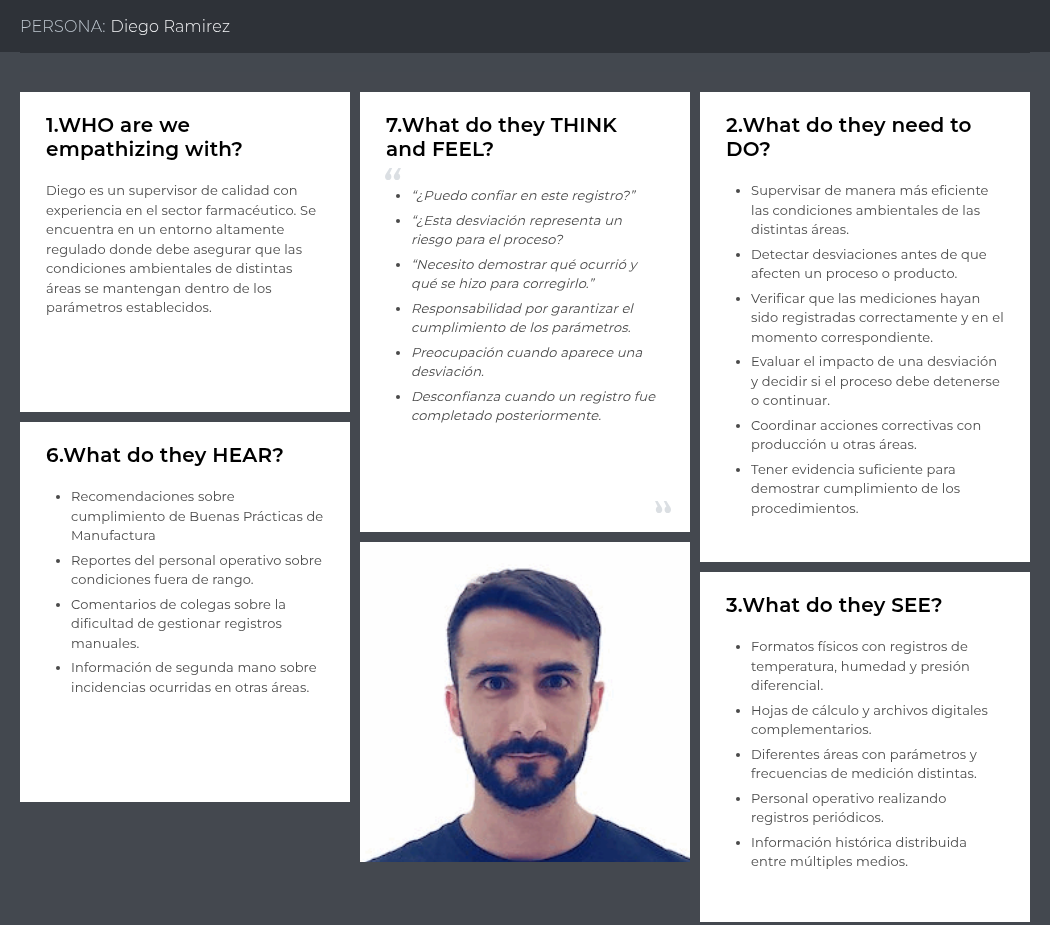 PERSONA: Diego Ramirez
1.WHO are we
empathizing with?
Diego es un supervisor de calidad con
experiencia en el sector farmacéutico. Se
encuentra en un entorno altamente
regulado donde debe asegurar que las
condiciones ambientales de distintas
áreas se mantengan dentro de los
parámetros establecidos.
6.What do they HEAR?
• Recomendaciones sobre
cumplimiento de Buenas Prácticas de
Manufactura
• Reportes del personal operativo sobre
condiciones fuera de rango.
• Comentarios de colegas sobre la
dificultad de gestionar registros
manuales.
• Información de segunda mano sobre
incidencias ocurridas en otras áreas.
7.What do they THINK
and FEEL?
“
• “¿Puedo confiar en este registro?”
• “¿Esta desviación representa un
riesgo para el proceso?
• “Necesito demostrar qué ocurrió y
qué se hizo para corregirlo.”
• Responsabilidad por garantizar el
cumplimiento de los parámetros.
• Preocupación cuando aparece una
desviación.
• Desconfianza cuando un registro fue
completado posteriormente.
”
2.What do they need to
DO?
• Supervisar de manera más eficiente
las condiciones ambientales de las
distintas áreas.
• Detectar desviaciones antes de que
afecten un proceso o producto.
• Verificar que las mediciones hayan
sido registradas correctamente y en el
momento correspondiente.
• Evaluar el impacto de una desviación
y decidir si el proceso debe detenerse
o continuar.
• Coordinar acciones correctivas con
producción u otras áreas.
• Tener evidencia suficiente para
demostrar cumplimiento de los
procedimientos.
3.What do they SEE?
• Formatos físicos con registros de
temperatura, humedad y presión
diferencial.
• Hojas de cálculo y archivos digitales
complementarios.
• Diferentes áreas con parámetros y
frecuencias de medición distintas.
• Personal operativo realizando
registros periódicos.
• Información histórica distribuida
entre múltiples medios.